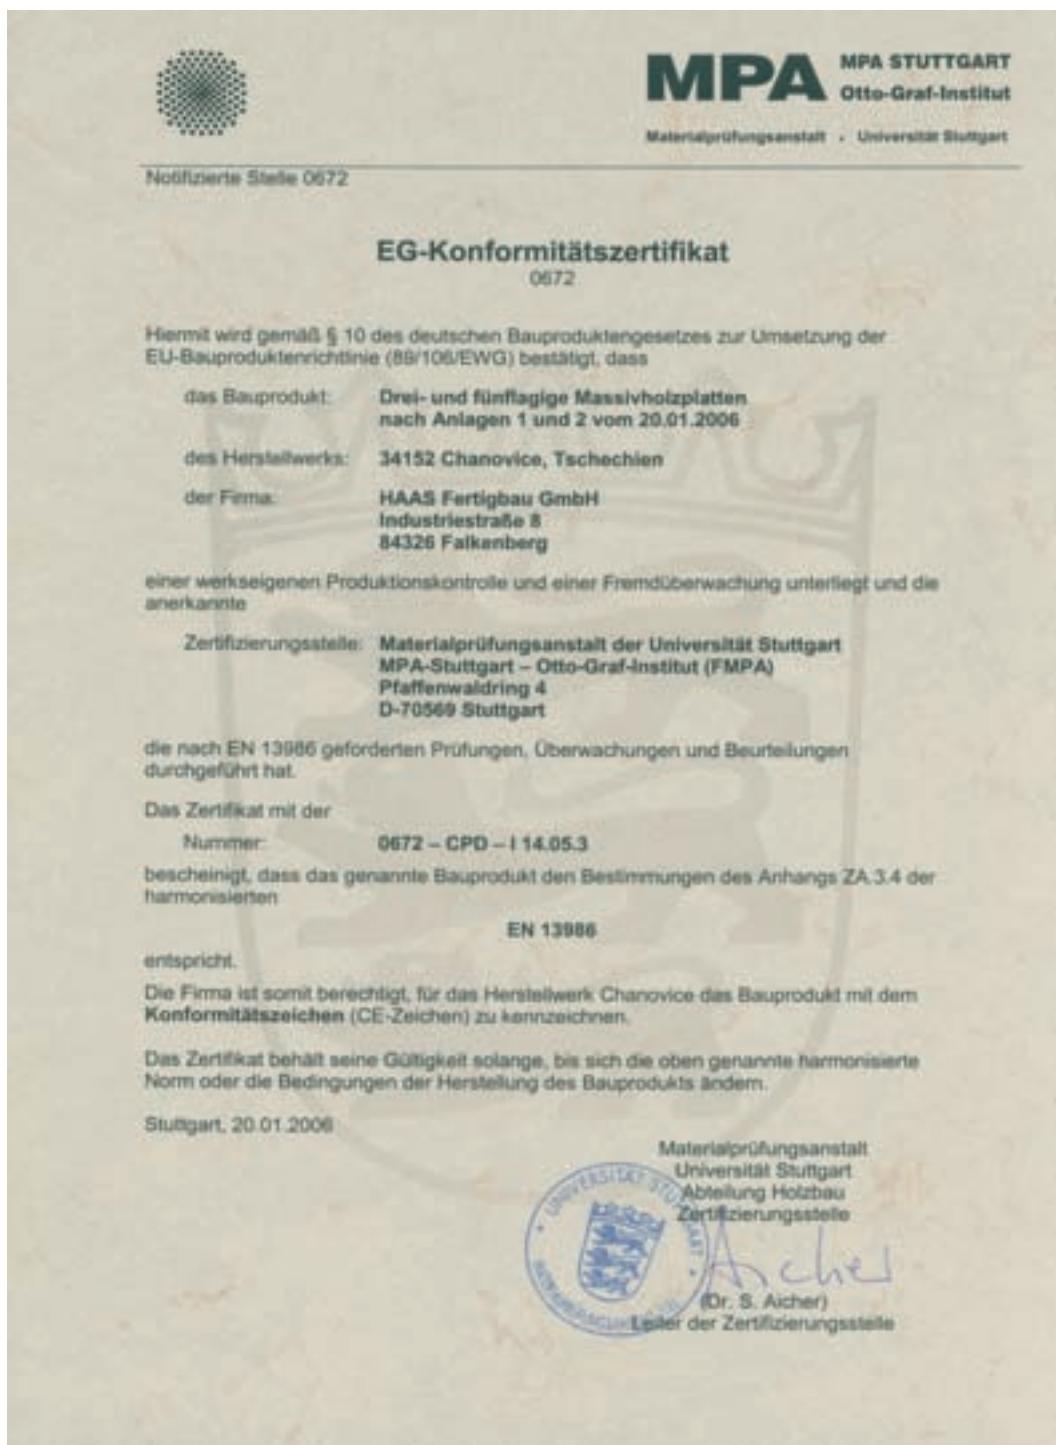 MPA
MPA STUTTGART
Otto-Graf-Institut
Materialprüfungsanstalt • Universität Stuttgart
Notifizierte Stelle 0672
EG-Konformitätszertifikat
0672
Hiermit wird gemäß § 10 des deutschen Bauproduktengesetzes zur Umsetzung der
EU-Bauproduktenrichtlinie (89/106/EWG) bestätigt, dass
das Bauprodukt: Drei- und fünflagige Massivholzplatten
nach Anlagen 1 und 2 vom 20.01.2006
des Herstellwerks: 34152 Chanovice, Tschechien
der Firma: HAAS Fertigbau GmbH
Industriestraße 8
84326 Falkenberg
einer werkseigenen Produktionskontrolle und einer Fremdüberwachung unterliegt und die
anerkannte
Zertifizierungsstelle: Materialprüfungsanstalt der Universität Stuttgart
MPA-Stuttgart – Otto-Graf-Institut (FMPA)
Pfaffenwaldring 4
D-70569 Stuttgart
die nach EN 13986 geforderten Prüfungen, Überwachungen und Beurteilungen
durchgeführt hat.
Das Zertifikat mit der
Nummer: 0672 – CPD – I 14.05.3
bescheinigt, dass das genannte Bauprodukt den Bestimmungen des Anhangs ZA.3.4 der
harmonisierten
EN 13986
entspricht.
Die Firma ist somit berechtigt, für das Herstellwerk Chanovice das Bauprodukt mit dem
Konformitätszeichen (CE-Zeichen) zu kennzeichnen.
Das Zertifikat behält seine Gültigkeit solange, bis sich die oben genannte harmonisierte
Norm oder die Bedingungen der Herstellung des Bauprodukts ändern.
Stuttgart, 20.01.2006
Materialprüfungsanstalt
Universität Stuttgart
Abteilung Holzbau
Zertifizierungsstelle
UNIVERSITÄT STUTTGART
Aicher
(Dr. S. Aicher)
Leiter der Zertifizierungsstelle